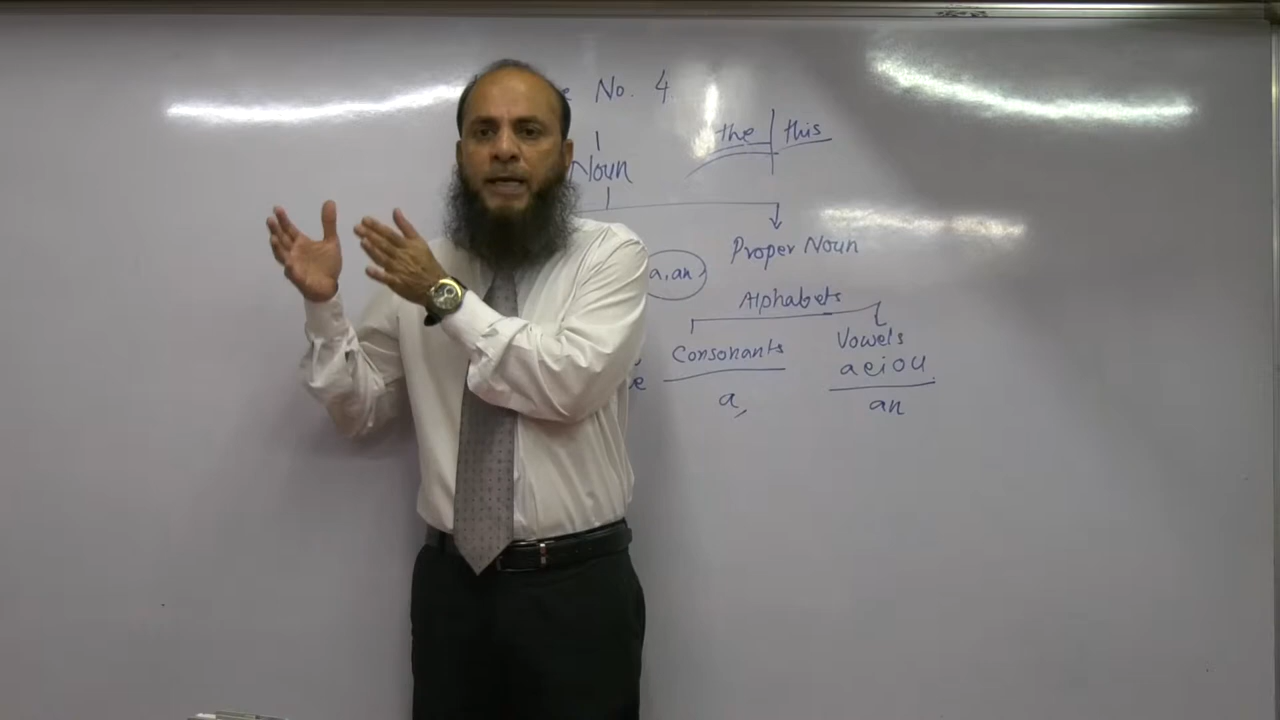 No. 4
the | this
Noun
Proper Noun
a, an
Alphabets
Consonants
Vowels
a e i o u
a,
an